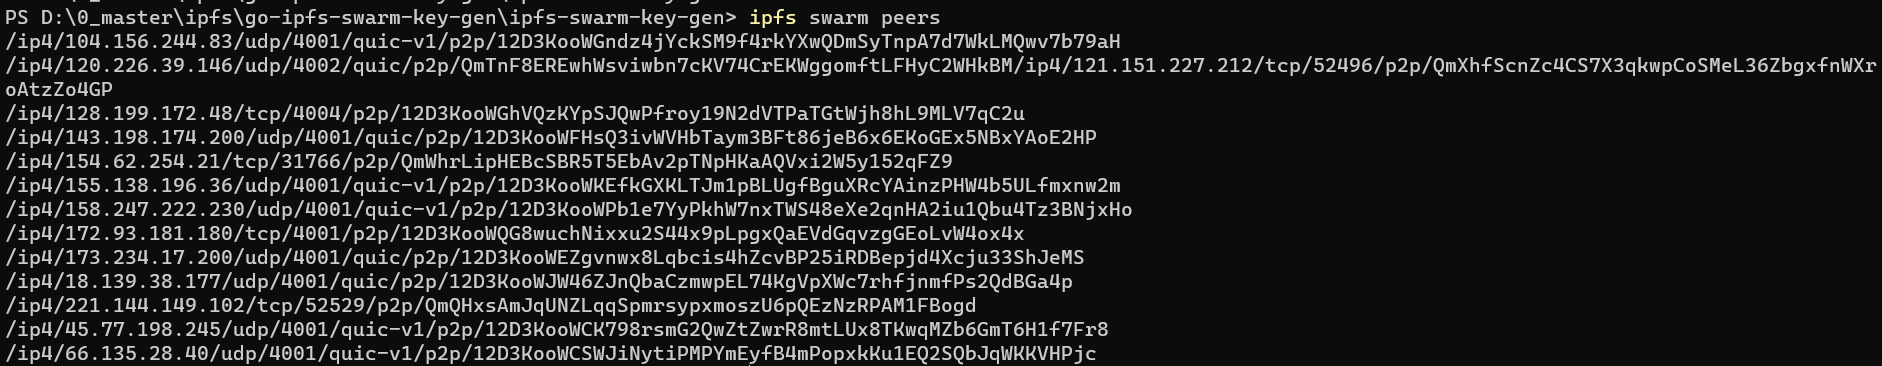 PS D:\0_master\ipfs\go-ipfs-swarm-key-gen\ipfs-swarm-key-gen> ipfs swarm peers
/ip4/104.156.244.83/udp/4001/quic-v1/p2p/12D3KooWGndz4jYckSM9f4rkYXwQDmSyTnpA7d7WkLMQwv7b79aH
/ip4/120.226.39.146/udp/4002/quic/p2p/QmTnF8EREwhWsviwbn7cKV74CrEKWggomftLFHyC2WHkBM/ip4/121.151.227.212/tcp/52496/p2p/QmXhfScnZc4CS7X3qkwpCoSMeL36ZbgxfnWXr
oAtzZo4GP
/ip4/128.199.172.48/tcp/4004/p2p/12D3KooWGhVQzKYpSJQwPfroy19N2dVTPaTGtWjh8hL9MLV7qC2u
/ip4/143.198.174.200/udp/4001/quic/p2p/12D3KooWFHsQ3ivWVHbTaym3BFt86jeB6x6EKoGEx5NBxYAoE2HP
/ip4/154.62.254.21/tcp/31766/p2p/QmWhrLipHEBcSBR5T5EbAv2pTNpHKaAQVxi2W5y152qFZ9
/ip4/155.138.196.36/udp/4001/quic-v1/p2p/12D3KooWKEfkGXKLTJm1pBLUgfBguXRcYAinzPHW4b5ULfmxnw2m
/ip4/158.247.222.230/udp/4001/quic-v1/p2p/12D3KooWPb1e7YyPkhW7nxTWS48eXe2qnHA2iu1Qbu4Tz3BNjxHo
/ip4/172.93.181.180/tcp/4001/p2p/12D3KooWQG8wuchNixxu2S44x9pLpgxQaEVdGqvzgGEoLvW4ox4x
/ip4/173.234.17.200/udp/4001/quic/p2p/12D3KooWEZgvnwx8Lqbcis4hZcvBP25iRDBepjd4Xcju33ShJeMS
/ip4/18.139.38.177/udp/4001/quic/p2p/12D3KooWJW46ZJnQbaCzmwpEL74KgVpXWc7rhfjnmfPs2QdBGa4p
/ip4/221.144.149.102/tcp/52529/p2p/QmQHxsAmJqUNZLqqSpmrsypxmoszU6pQEzNzRPAM1FBogd
/ip4/45.77.198.245/udp/4001/quic-v1/p2p/12D3KooWCK798rsmG2QwZtZwrR8mtLUx8TKwqMZb6GmT6H1f7Fr8
/ip4/66.135.28.40/udp/4001/quic-v1/p2p/12D3KooWCSWJiNytiPMPYmEyfB4mPopxkKu1EQ2SQbJqWKKVHPjc